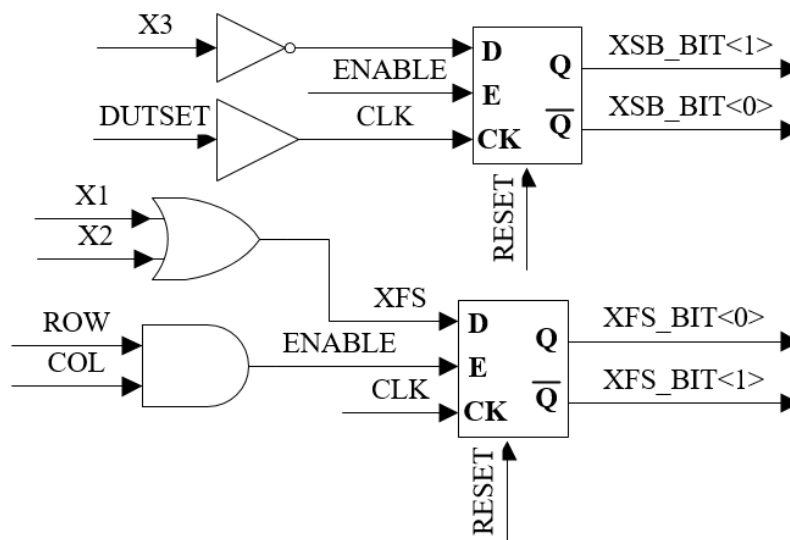 X3
D
Q
XSB_BIT<1>
ENABLE
E
DUTSET
CLK
CK
Q
XSB_BIT<0>
RESET
X1
X2
XFS
D
Q
XFS_BIT<0>
ROW
COL
ENABLE
E
CLK
CK
Q
XFS_BIT<1>
RESET